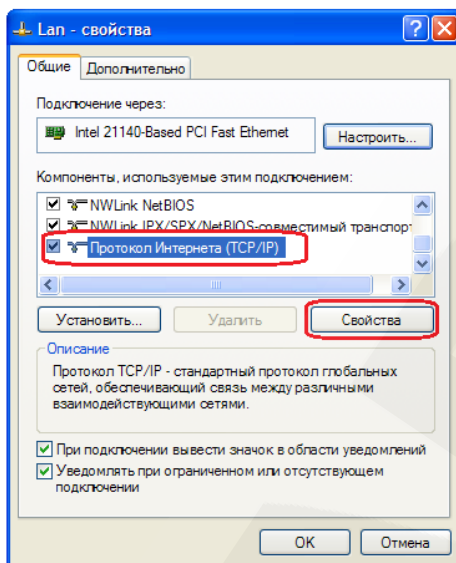 Lan - свойства
Общие
Дополнительно
Подключение через:
Intel 21140-Based PCI Fast Ethernet
Настроить...
Компоненты, используемые этим подключением:
NWLink NetBIOS
NWLink IPX/SPX/NetBIOS-совместимый транспорт
Протокол Интернета (TCP/IP)
Установить...
Удалить
Свойства
Описание
Протокол TCP/IP - стандартный протокол глобальных
сетей, обеспечивающий связь между различными
взаимодействующими сетями.
При подключении вывести значок в области уведомлений
Уведомлять при ограниченном или отсутствующем
подключении
OK
Отмена